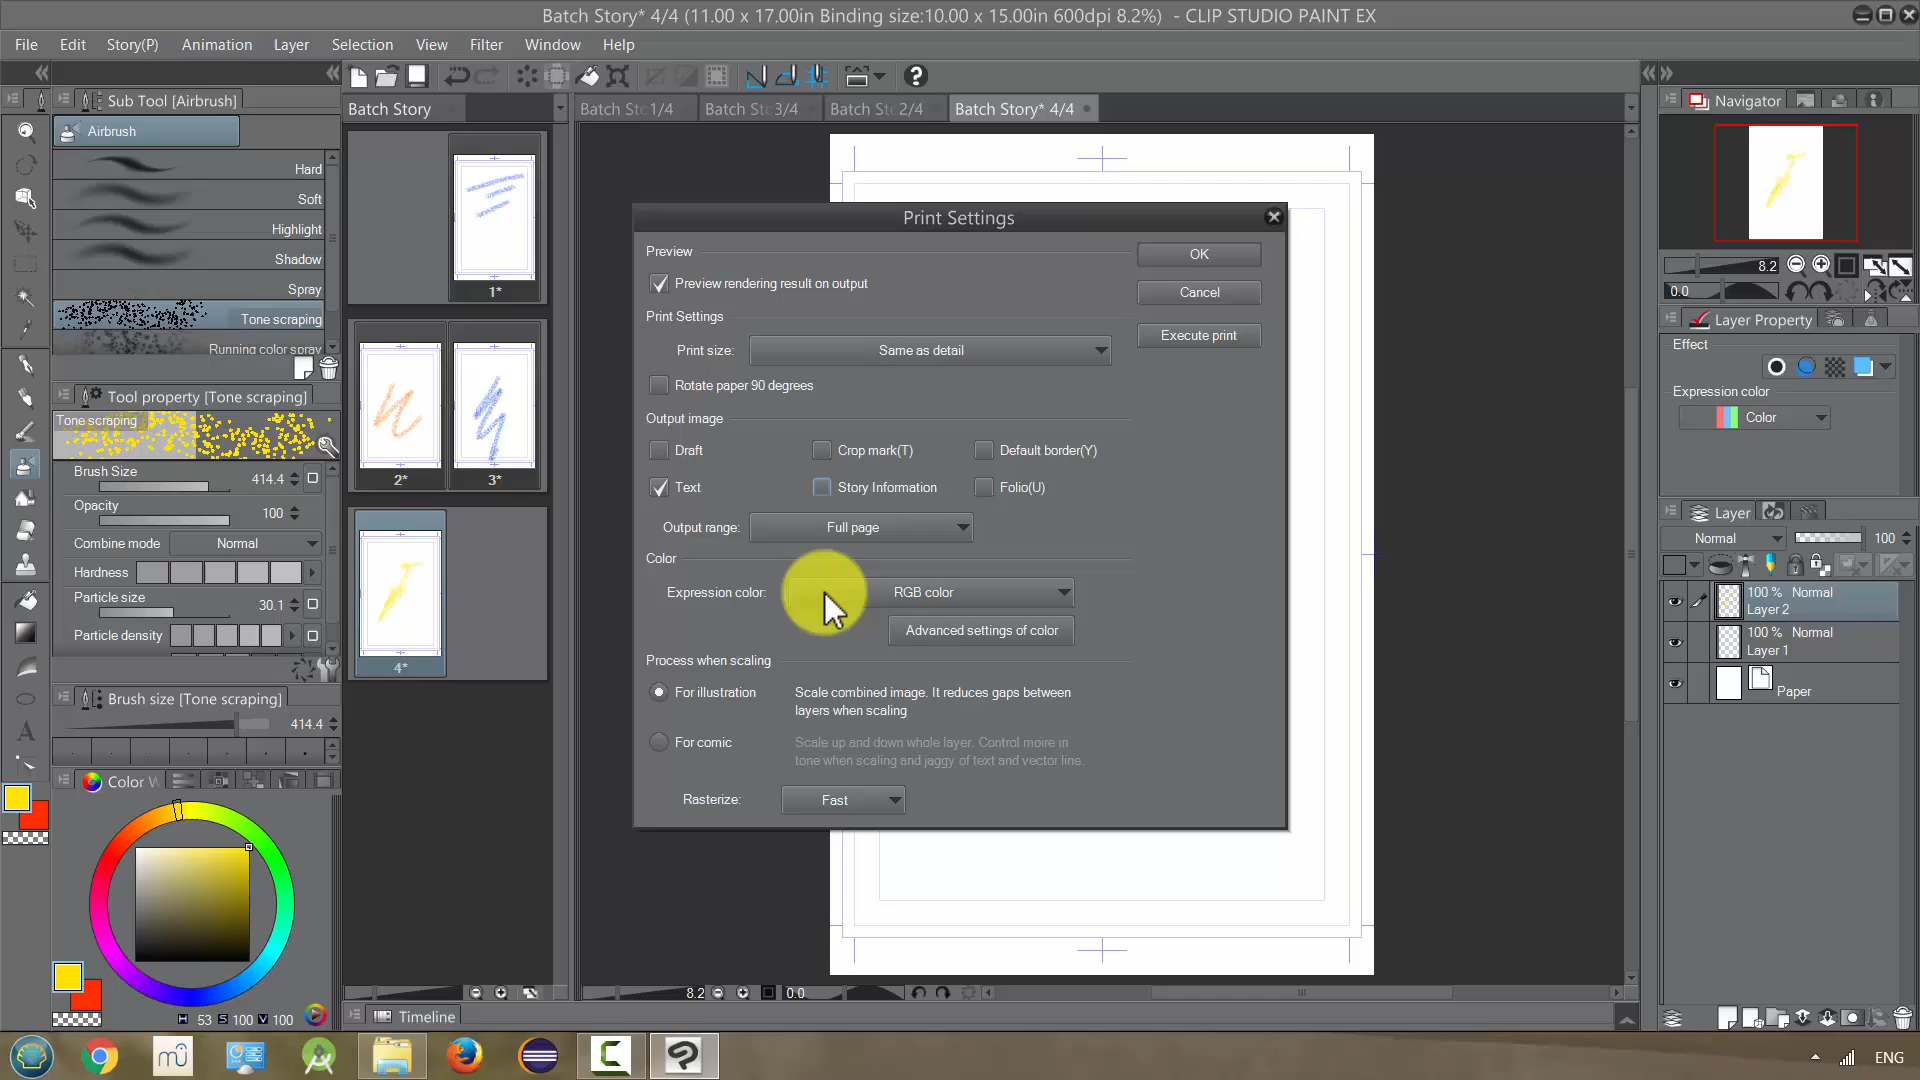 Batch Story* 4/4 (11.00 x 17.00in Binding size:10.00 x 15.00in 600dpi 8.2%) - CLIP STUDIO PAINT EX
File Edit Story(P) Animation Layer Selection View Filter Window Help
Sub Tool [Airbrush]
Airbrush
Hard
Soft
Highlight
Shadow
Spray
Tone scraping
Running color spray
Tool property [Tone scraping]
Tone scraping
Brush Size 414.4
Opacity 100
Combine mode Normal
Hardness
Particle size 30.1
Particle density
Brush size [Tone scraping]
414.4
Color W
H 53 S 100 V 100
Batch Story
1*
2* 3*
4*
Batch Sto 1/4 Batch Sto 3/4 Batch Sto 2/4 Batch Story* 4/4
Print Settings
Preview
Preview rendering result on output
OK
Cancel
Execute print
Print Settings
Print size: Same as detail
Rotate paper 90 degrees
Output image
Draft Crop mark(T) Default border(Y)
Text Story Information Folio(U)
Output range: Full page
Color
Expression color: RGB color
Advanced settings of color
Process when scaling
For illustration Scale combined image. It reduces gaps between
layers when scaling
For comic Scale up and down whole layer. Control moire in
tone when scaling and jaggy of text and vector line.
Rasterize: Fast
8.2 0.0
Timeline
Navigator
8.2
0.0
Layer Property
Effect
Expression color
Color
Layer
Normal 100
100 % Normal
Layer 2
100 % Normal
Layer 1
Paper
ENG